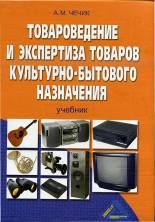 А.М. ЧЕЧИК
ТОВАРОВЕДЕНИЕ
И ЭКСПЕРТИЗА ТОВАРОВ
КУЛЬТУРНО-БЫТОВОГО
НАЗНАЧЕНИЯ
учебник